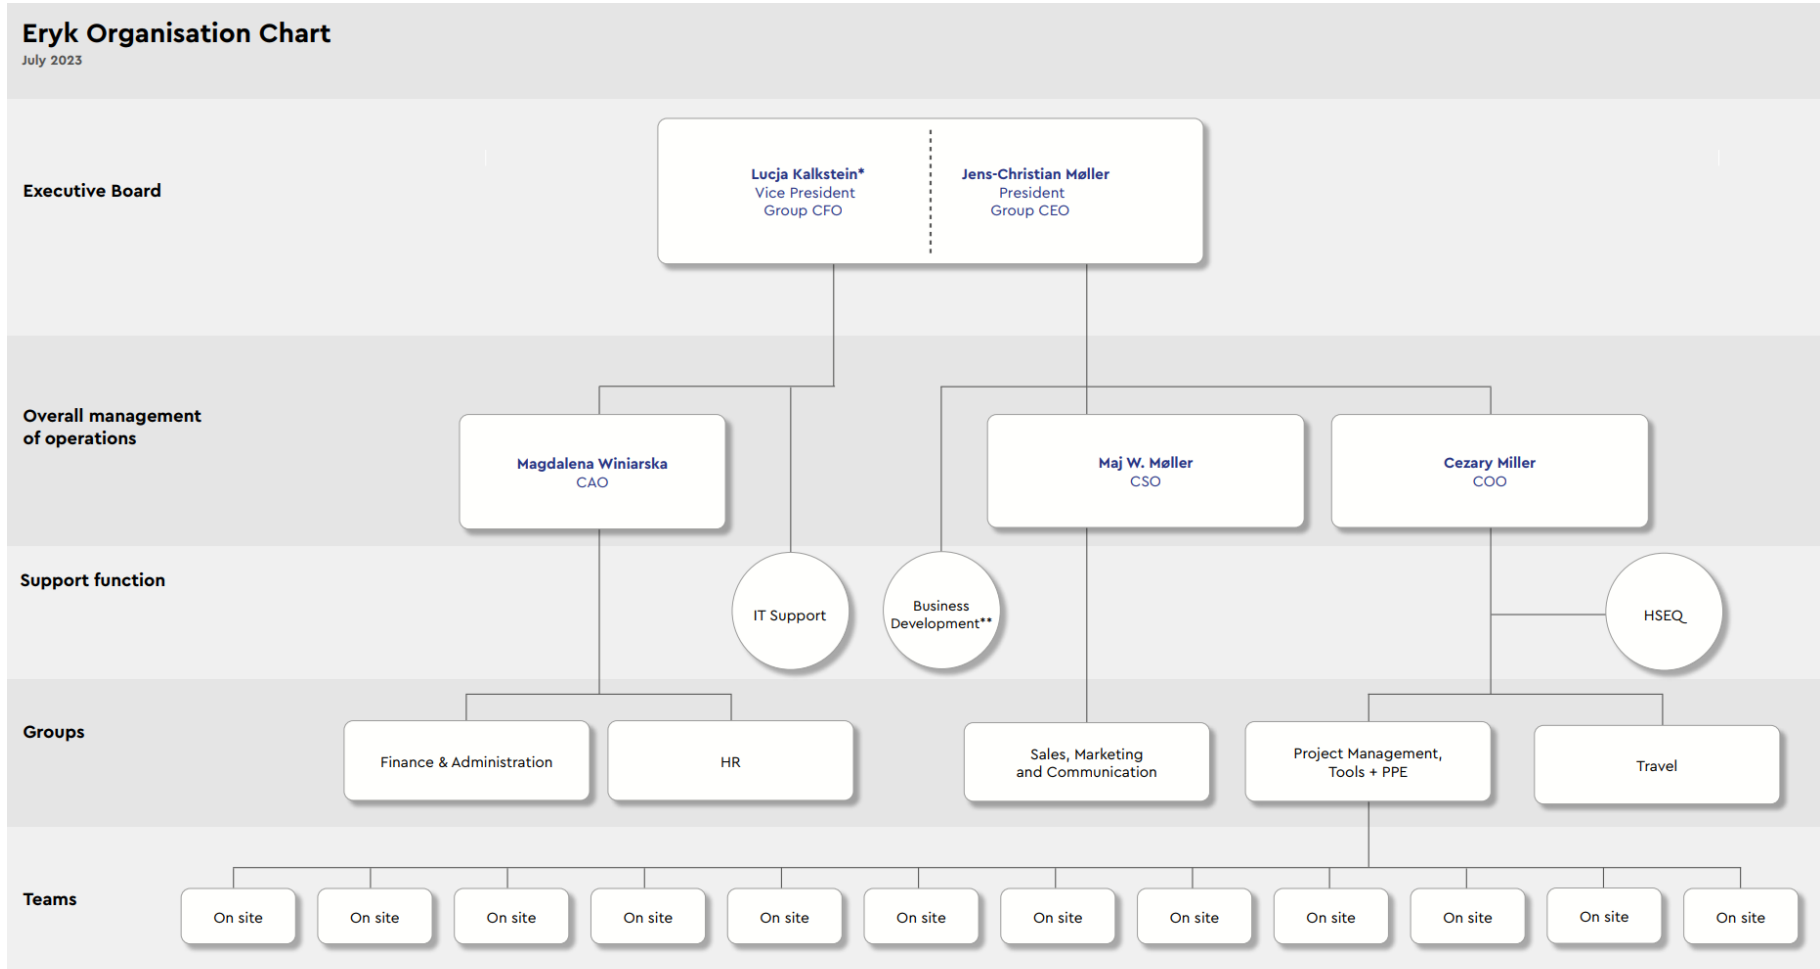 Eryk Organisation Chart
July 2023
Executive Board
Lucja Kalkstein*
Vice President
Group CFO
Jens-Christian Møller
President
Group CEO
Overall management
of operations
Magdalena Winiarska
CAO
Maj W. Møller
CSO
Cezary Miller
COO
Support function
IT Support
Business
Development**
HSEQ
Groups
Finance & Administration
HR
Sales, Marketing
and Communication
Project Management,
Tools + PPE
Travel
Teams
On site
On site
On site
On site
On site
On site
On site
On site
On site
On site
On site
On site